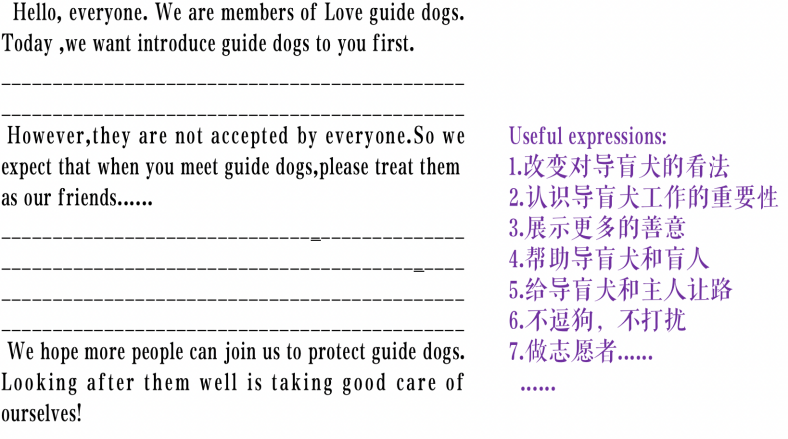 Hello, everyone. We are members of Love guide dogs.
Today ,we want introduce guide dogs to you first.
_____________________________________________
_____________________________________________
However,they are not accepted by everyone.So we
expect that when you meet guide dogs,please treat them
as our friends......
_____________________________________________
_____________________________________________
_____________________________________________
_____________________________________________
We hope more people can join us to protect guide dogs.
Looking after them well is taking good care of
ourselves!
Useful expressions:
1.改变对导盲犬的看法
2.认识导盲犬工作的重要性
3.展示更多的善意
4.帮助导盲犬和盲人
5.给导盲犬和主人让路
6.不逗狗，不打扰
7.做志愿者......
......